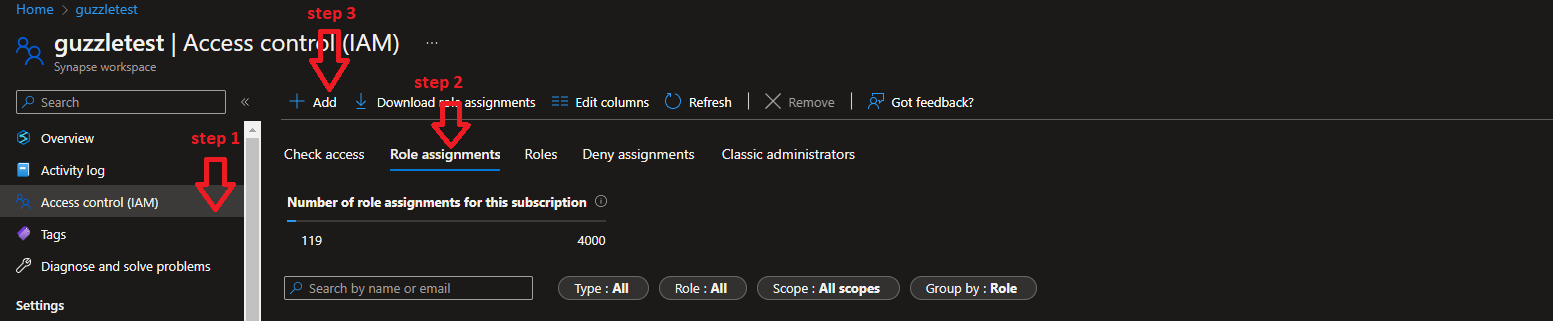 Home > guzzletest
step 3
guzzletest | Access control (IAM) ...
Synapse workspace
step 2
Search «
+ Add Download role assignments Edit columns Refresh Remove Got feedback?
Overview
step 1
Check access Role assignments Roles Deny assignments Classic administrators
Activity log
Access control (IAM)
Number of role assignments for this subscription
Tags
119 4000
Diagnose and solve problems
Search by name or email Type : All Role : All Scope : All scopes Group by : Role
Settings